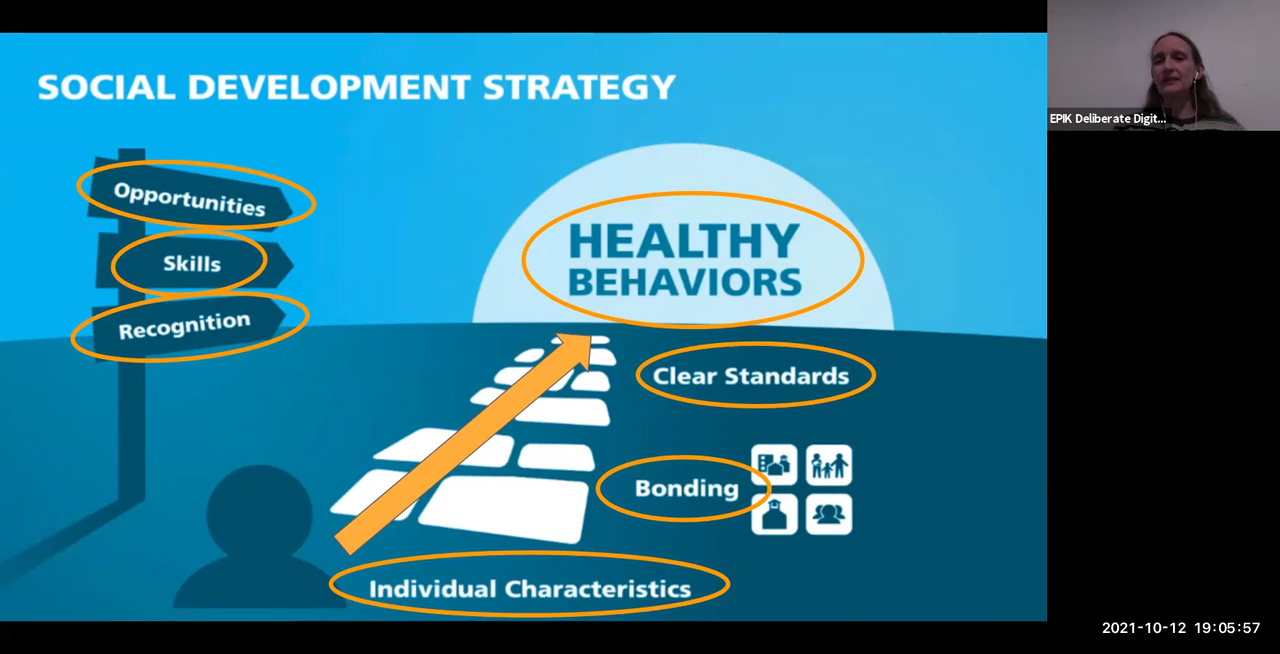 SOCIAL DEVELOPMENT STRATEGY
Opportunities
Skills
Recognition
HEALTHY
BEHAVIORS
Clear Standards
Bonding
Individual Characteristics
EPIK Deliberate Digit...
2021-10-12 19:05:57